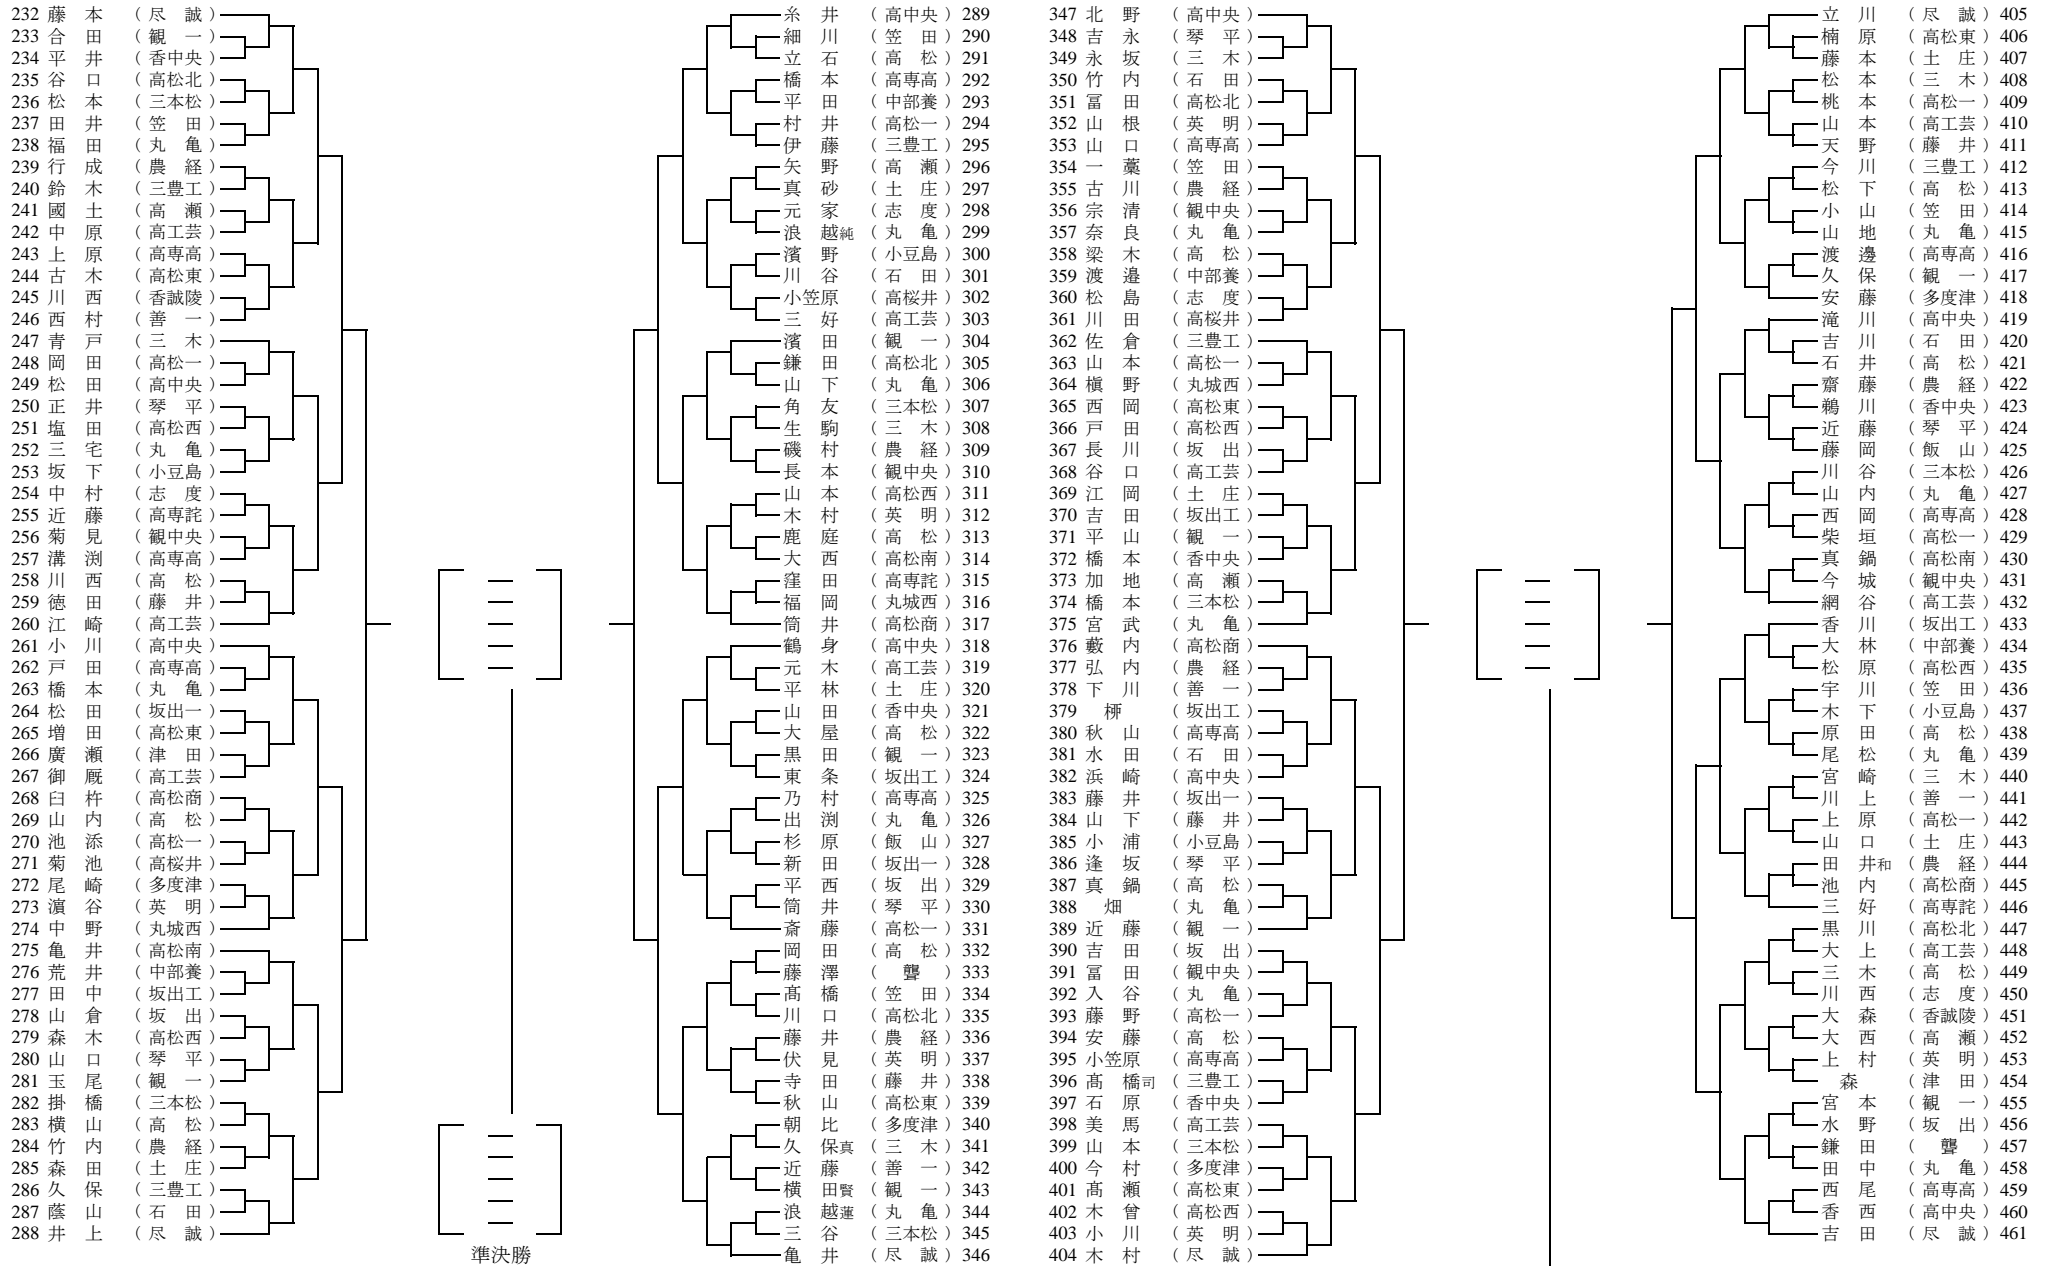 232 藤本 （尽誠）
233 合田 （観一）
234 平井 （香中央）
235 谷口 （高松北）
236 松本 （三本松）
237 田井 （笠田）
238 福田 （丸亀）
239 行成 （農経）
240 鈴木 （三豊工）
241 國土 （高瀬）
242 中原 （高工芸）
243 上原 （高専高）
244 古木 （高松東）
245 川西 （香誠陵）
246 西村 （善一）
247 青戸 （三木）
248 岡田 （高松一）
249 松田 （高中央）
250 正井 （琴平）
251 塩田 （高松西）
252 三宅 （丸亀）
253 坂下 （小豆島）
254 中村 （志度）
255 近藤 （高専詫）
256 菊見 （観中央）
257 溝渕 （高専高）
258 川西 （高松）
259 徳田 （藤井）
260 江崎 （高工芸）
261 小川 （高中央）
262 戸田 （高専高）
263 橋本 （丸亀）
264 松田 （坂出一）
265 増田 （高松東）
266 廣瀬 （津田）
267 御厩 （高工芸）
268 臼杵 （高松商）
269 山内 （高松）
270 池添 （高松一）
271 菊池 （高桜井）
272 尾崎 （多度津）
273 濵谷 （英明）
274 中野 （丸城西）
275 亀井 （高松南）
276 荒井 （中部養）
277 田中 （坂出工）
278 山倉 （坂出）
279 森木 （高松西）
280 山口 （琴平）
281 玉尾 （観一）
282 掛橋 （三本松）
283 横山 （高松）
284 竹内 （農経）
285 森田 （土庄）
286 久保 （三豊工）
287 蔭山 （石田）
288 井上 （尽誠）
準決勝
糸井 （高中央） 289
細川 （笠田） 290
立石 （高松） 291
橋本 （高専高） 292
平田 （中部養） 293
村井 （高松一） 294
伊藤 （三豊工） 295
矢野 （高瀬） 296
真砂 （土庄） 297
元家 （志度） 298
浪越純 （丸亀） 299
濱野 （小豆島） 300
川谷 （石田） 301
小笠原 （高桜井） 302
三好 （高工芸） 303
濱田 （観一） 304
鎌田 （高松北） 305
山下 （丸亀） 306
角友 （三本松） 307
生駒 （三木） 308
磯村 （農経） 309
長本 （観中央） 310
山本 （高松西） 311
木村 （英明） 312
鹿庭 （高松） 313
大西 （高松南） 314
窪田 （高専詫） 315
福岡 （丸城西） 316
筒井 （高松商） 317
鶴身 （高中央） 318
元木 （高工芸） 319
平林 （土庄） 320
山田 （香中央） 321
大屋 （高松） 322
黒田 （観一） 323
東条 （坂出工） 324
乃村 （高専高） 325
出渕 （丸亀） 326
杉原 （飯山） 327
新田 （坂出一） 328
平西 （坂出） 329
筒井 （琴平） 330
斎藤 （高松一） 331
岡田 （高松） 332
藤澤 （聾） 333
髙橋 （笠田） 334
川口 （高松北） 335
藤井 （農経） 336
伏見 （英明） 337
寺田 （藤井） 338
秋山 （高松東） 339
朝比 （多度津） 340
久保真 （三木） 341
近藤 （善一） 342
横田賢 （観一） 343
浪越蓮 （丸亀） 344
三谷 （三本松） 345
亀井 （尽誠） 346
347 北野 （高中央）
348 吉永 （琴平）
349 永坂 （三木）
350 竹内 （石田）
351 冨田 （高松北）
352 山根 （英明）
353 山口 （高専高）
354 一藁 （笠田）
355 古川 （農経）
356 宗清 （観中央）
357 奈良 （丸亀）
358 梁木 （高松）
359 渡邉 （中部養）
360 松島 （志度）
361 川田 （高桜井）
362 佐倉 （三豊工）
363 山本 （高松一）
364 槇野 （丸城西）
365 西岡 （高松東）
366 戸田 （高松西）
367 長川 （坂出）
368 谷口 （高工芸）
369 江岡 （土庄）
370 吉田 （坂出工）
371 平山 （観一）
372 橋本 （香中央）
373 加地 （高瀬）
374 橋本 （三本松）
375 宮武 （丸亀）
376 藪内 （高松商）
377 弘内 （農経）
378 下川 （善一）
379 （坂出工）
380 秋山 （高専高）
381 水田 （石田）
382 浜崎 （高中央）
383 藤井 （坂出一）
384 山下 （藤井）
385 小浦 （小豆島）
386 逢坂 （琴平）
387 真鍋 （高松）
388 畑 （丸亀）
389 近藤 （観一）
390 吉田 （坂出）
391 冨田 （観中央）
392 入谷 （丸亀）
393 藤野 （高松一）
394 安藤 （高松）
395 小笠原 （高専高）
396 髙橋司 （三豊工）
397 石原 （香中央）
398 美馬 （高工芸）
399 山本 （三本松）
400 今村 （多度津）
401 髙瀬 （高松東）
402 木曾 （高松西）
403 小川 （英明）
404 木村 （尽誠）
立川 （尽誠） 405
楠原 （高松東） 406
藤本 （土庄） 407
松本 （三木） 408
桃本 （高松一） 409
山本 （高工芸） 410
天野 （藤井） 411
今川 （三豊工） 412
松下 （高松） 413
小山 （笠田） 414
山地 （丸亀） 415
渡邊 （高専高） 416
久保 （観一） 417
安藤 （多度津） 418
滝川 （高中央） 419
吉川 （石田） 420
石井 （高松） 421
齋藤 （農経） 422
鵜川 （香中央） 423
近藤 （琴平） 424
藤岡 （飯山） 425
川谷 （三本松） 426
山内 （丸亀） 427
西岡 （高専高） 428
柴垣 （高松一） 429
真鍋 （高松南） 430
今城 （観中央） 431
網谷 （高工芸） 432
香川 （坂出工） 433
大林 （中部養） 434
松原 （高松西） 435
宇川 （笠田） 436
木下 （小豆島） 437
原田 （高松） 438
尾松 （丸亀） 439
宮崎 （三木） 440
川上 （善一） 441
上原 （高松一） 442
山口 （土庄） 443
田井和 （農経） 444
池内 （高松商） 445
三好 （高専詫） 446
黒川 （高松北） 447
大上 （高工芸） 448
三木 （高松） 449
川西 （志度） 450
大森 （香誠陵） 451
大西 （高瀬） 452
上村 （英明） 453
森 （津田） 454
宮本 （観一） 455
水野 （坂出） 456
鎌田 （聾） 457
田中 （丸亀） 458
西尾 （高専高） 459
香西 （高中央） 460
吉田 （尽誠） 461